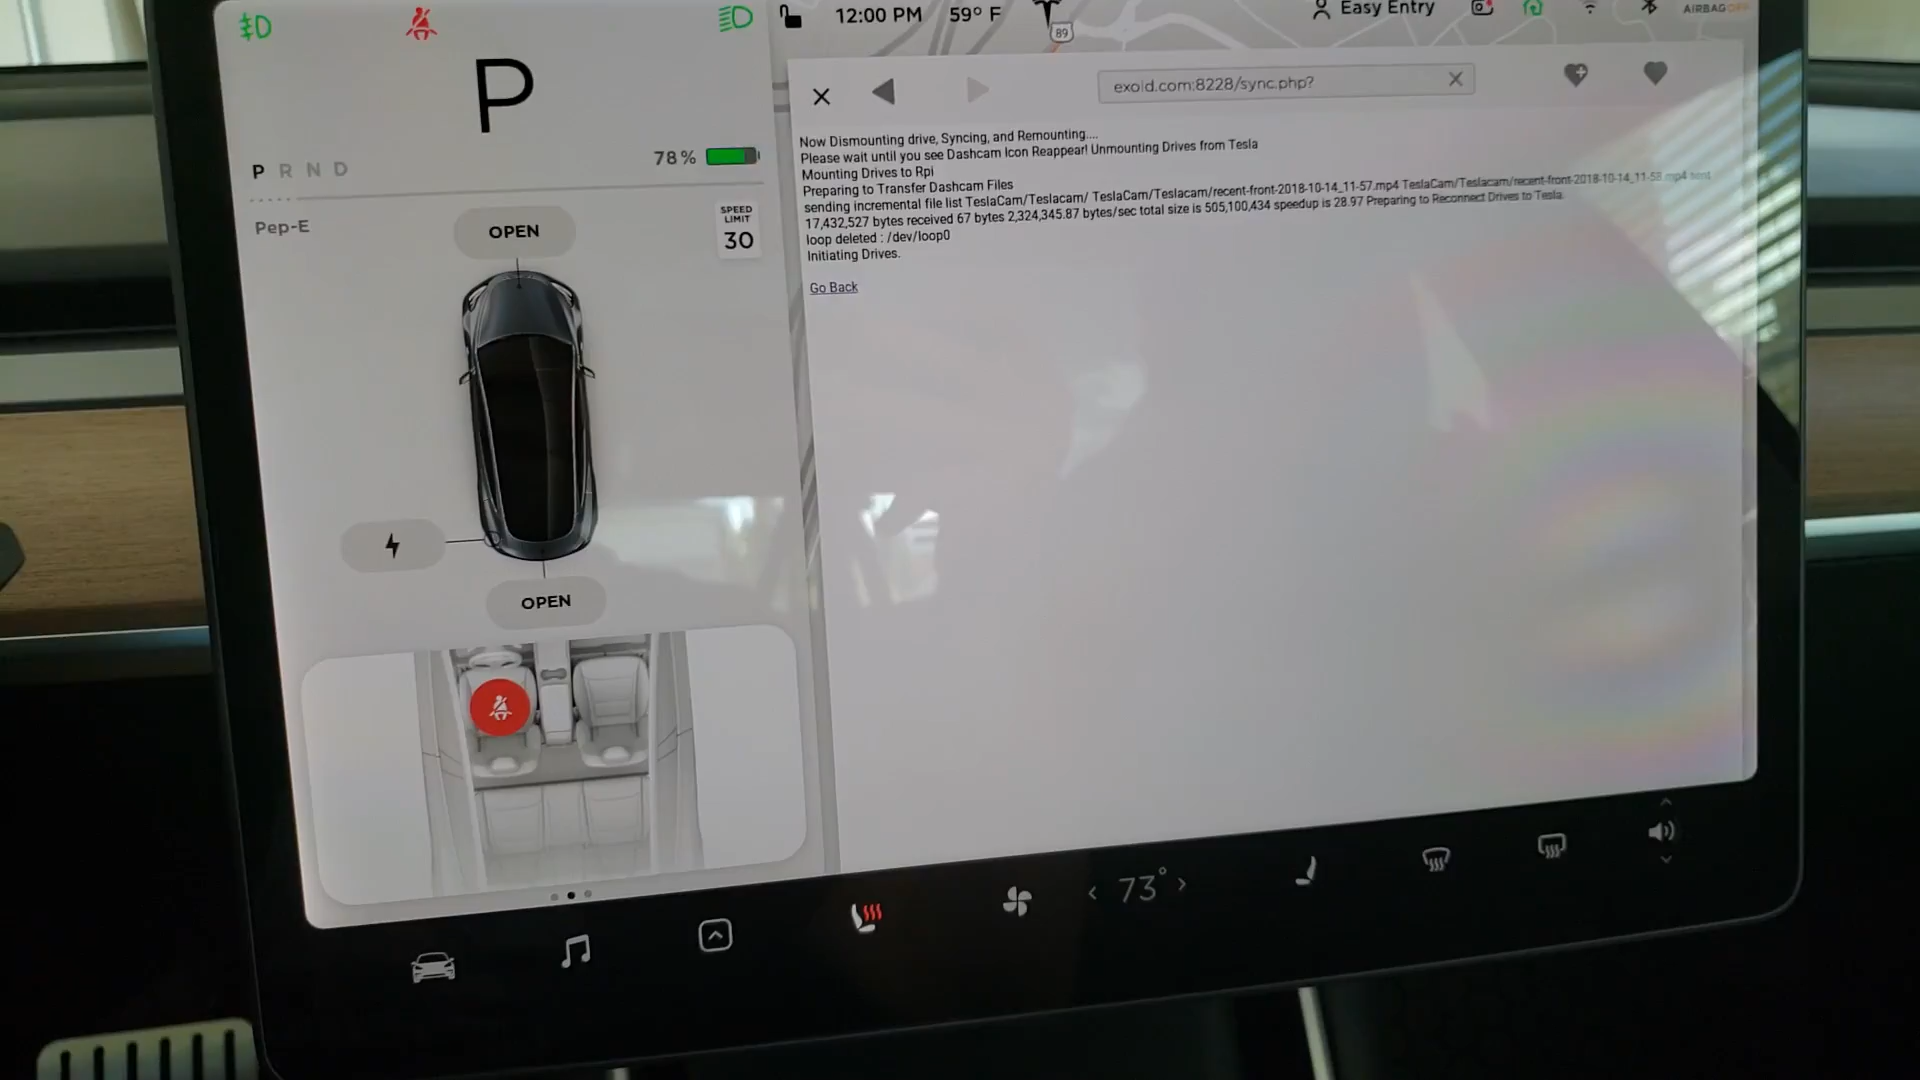 P
P R N D
78%
Pep-E
OPEN
SPEED
LIMIT
30
OPEN
12:00 PM
59° F
89
Easy Entry
AIRBAG OFF
exoid.com:8228/sync.php?
Now Dismounting drive, Syncing, and Remounting....
Please wait until you see Dashcam Icon Reappear! Unmounting Drives from Tesla
Mounting Drives to Rpi
Preparing to Transfer Dashcam Files
sending incremental file list TeslaCam/Teslacam/ TeslaCam/Teslacam/recent-front-2018-10-14_11-57.mp4 TeslaCam/Teslacam/recent-front-2018-10-14_11-58.mp4 sent
17,432,527 bytes received 67 bytes 2,324,345.87 bytes/sec total size is 505,100,434 speedup is 28.97 Preparing to Reconnect Drives to Tesla.
loop deleted : /dev/loop0
Initiating Drives.
Go Back
73°